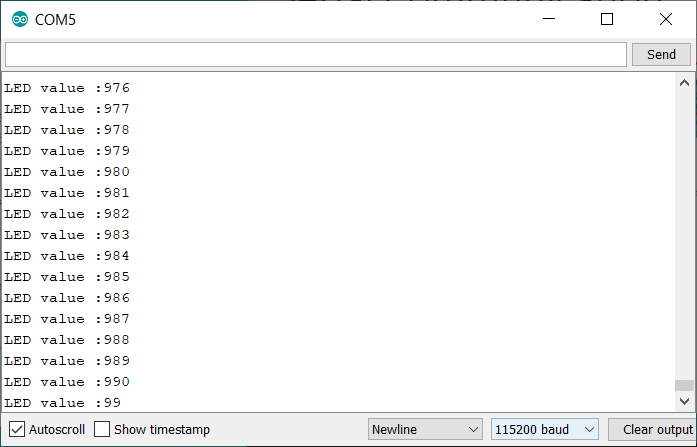 COM5
Send
LED value :976
LED value :977
LED value :978
LED value :979
LED value :980
LED value :981
LED value :982
LED value :983
LED value :984
LED value :985
LED value :986
LED value :987
LED value :988
LED value :989
LED value :990
LED value :99
Autoscroll Show timestamp Newline 115200 baud Clear output